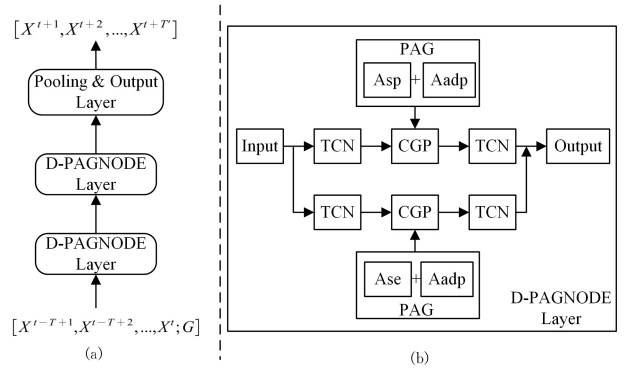 [X^{t+1}, X^{t+2}, ..., X^{t+T'}]
Pooling & Output
Layer
D-PAGNODE
Layer
D-PAGNODE
Layer
[X^{t-T+1}, X^{t-T+2}, ..., X^t; G]
(a)
PAG
Asp + Aadp
Input TCN CGP TCN Output
TCN CGP TCN
Ase + Aadp
PAG
D-PAGNODE
Layer
(b)